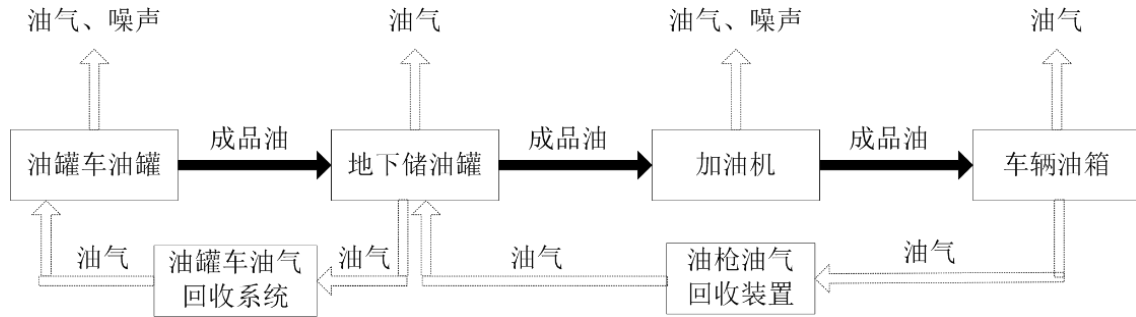 油气、噪声
油气
油气、噪声
油气
油罐车油罐
成品油
地下储油罐
成品油
加油机
成品油
车辆油箱
油气
油罐车油气
回收系统
油气
油气
油枪油气
回收装置
油气